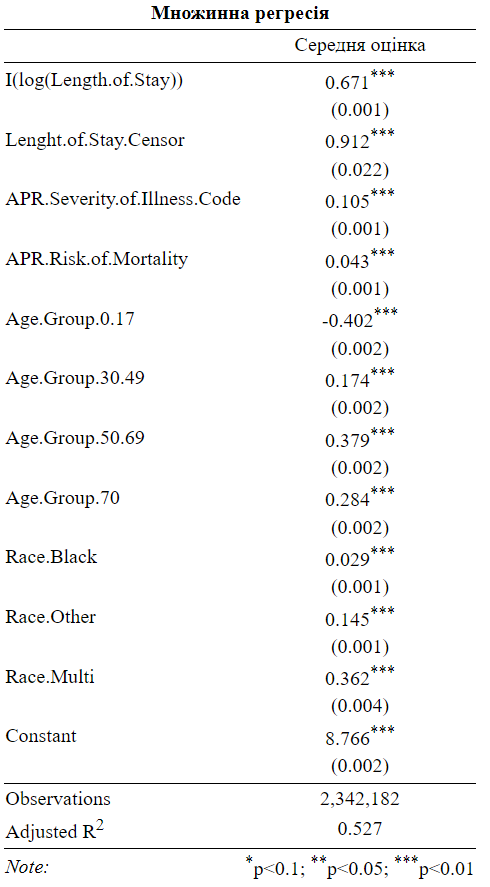 Множинна регресія
Середня оцінка
I(log(Length.of.Stay)) 0.671***
(0.001)
Lenght.of.Stay.Censor 0.912***
(0.022)
APR.Severity.of.Illness.Code 0.105***
(0.001)
APR.Risk.of.Mortality 0.043***
(0.001)
Age.Group.0.17 -0.402***
(0.002)
Age.Group.30.49 0.174***
(0.002)
Age.Group.50.69 0.379***
(0.002)
Age.Group.70 0.284***
(0.002)
Race.Black 0.029***
(0.001)
Race.Other 0.145***
(0.001)
Race.Multi 0.362***
(0.004)
Constant 8.766***
(0.002)
Observations 2,342,182
Adjusted R2 0.527
Note: *p<0.1; **p<0.05; ***p<0.01